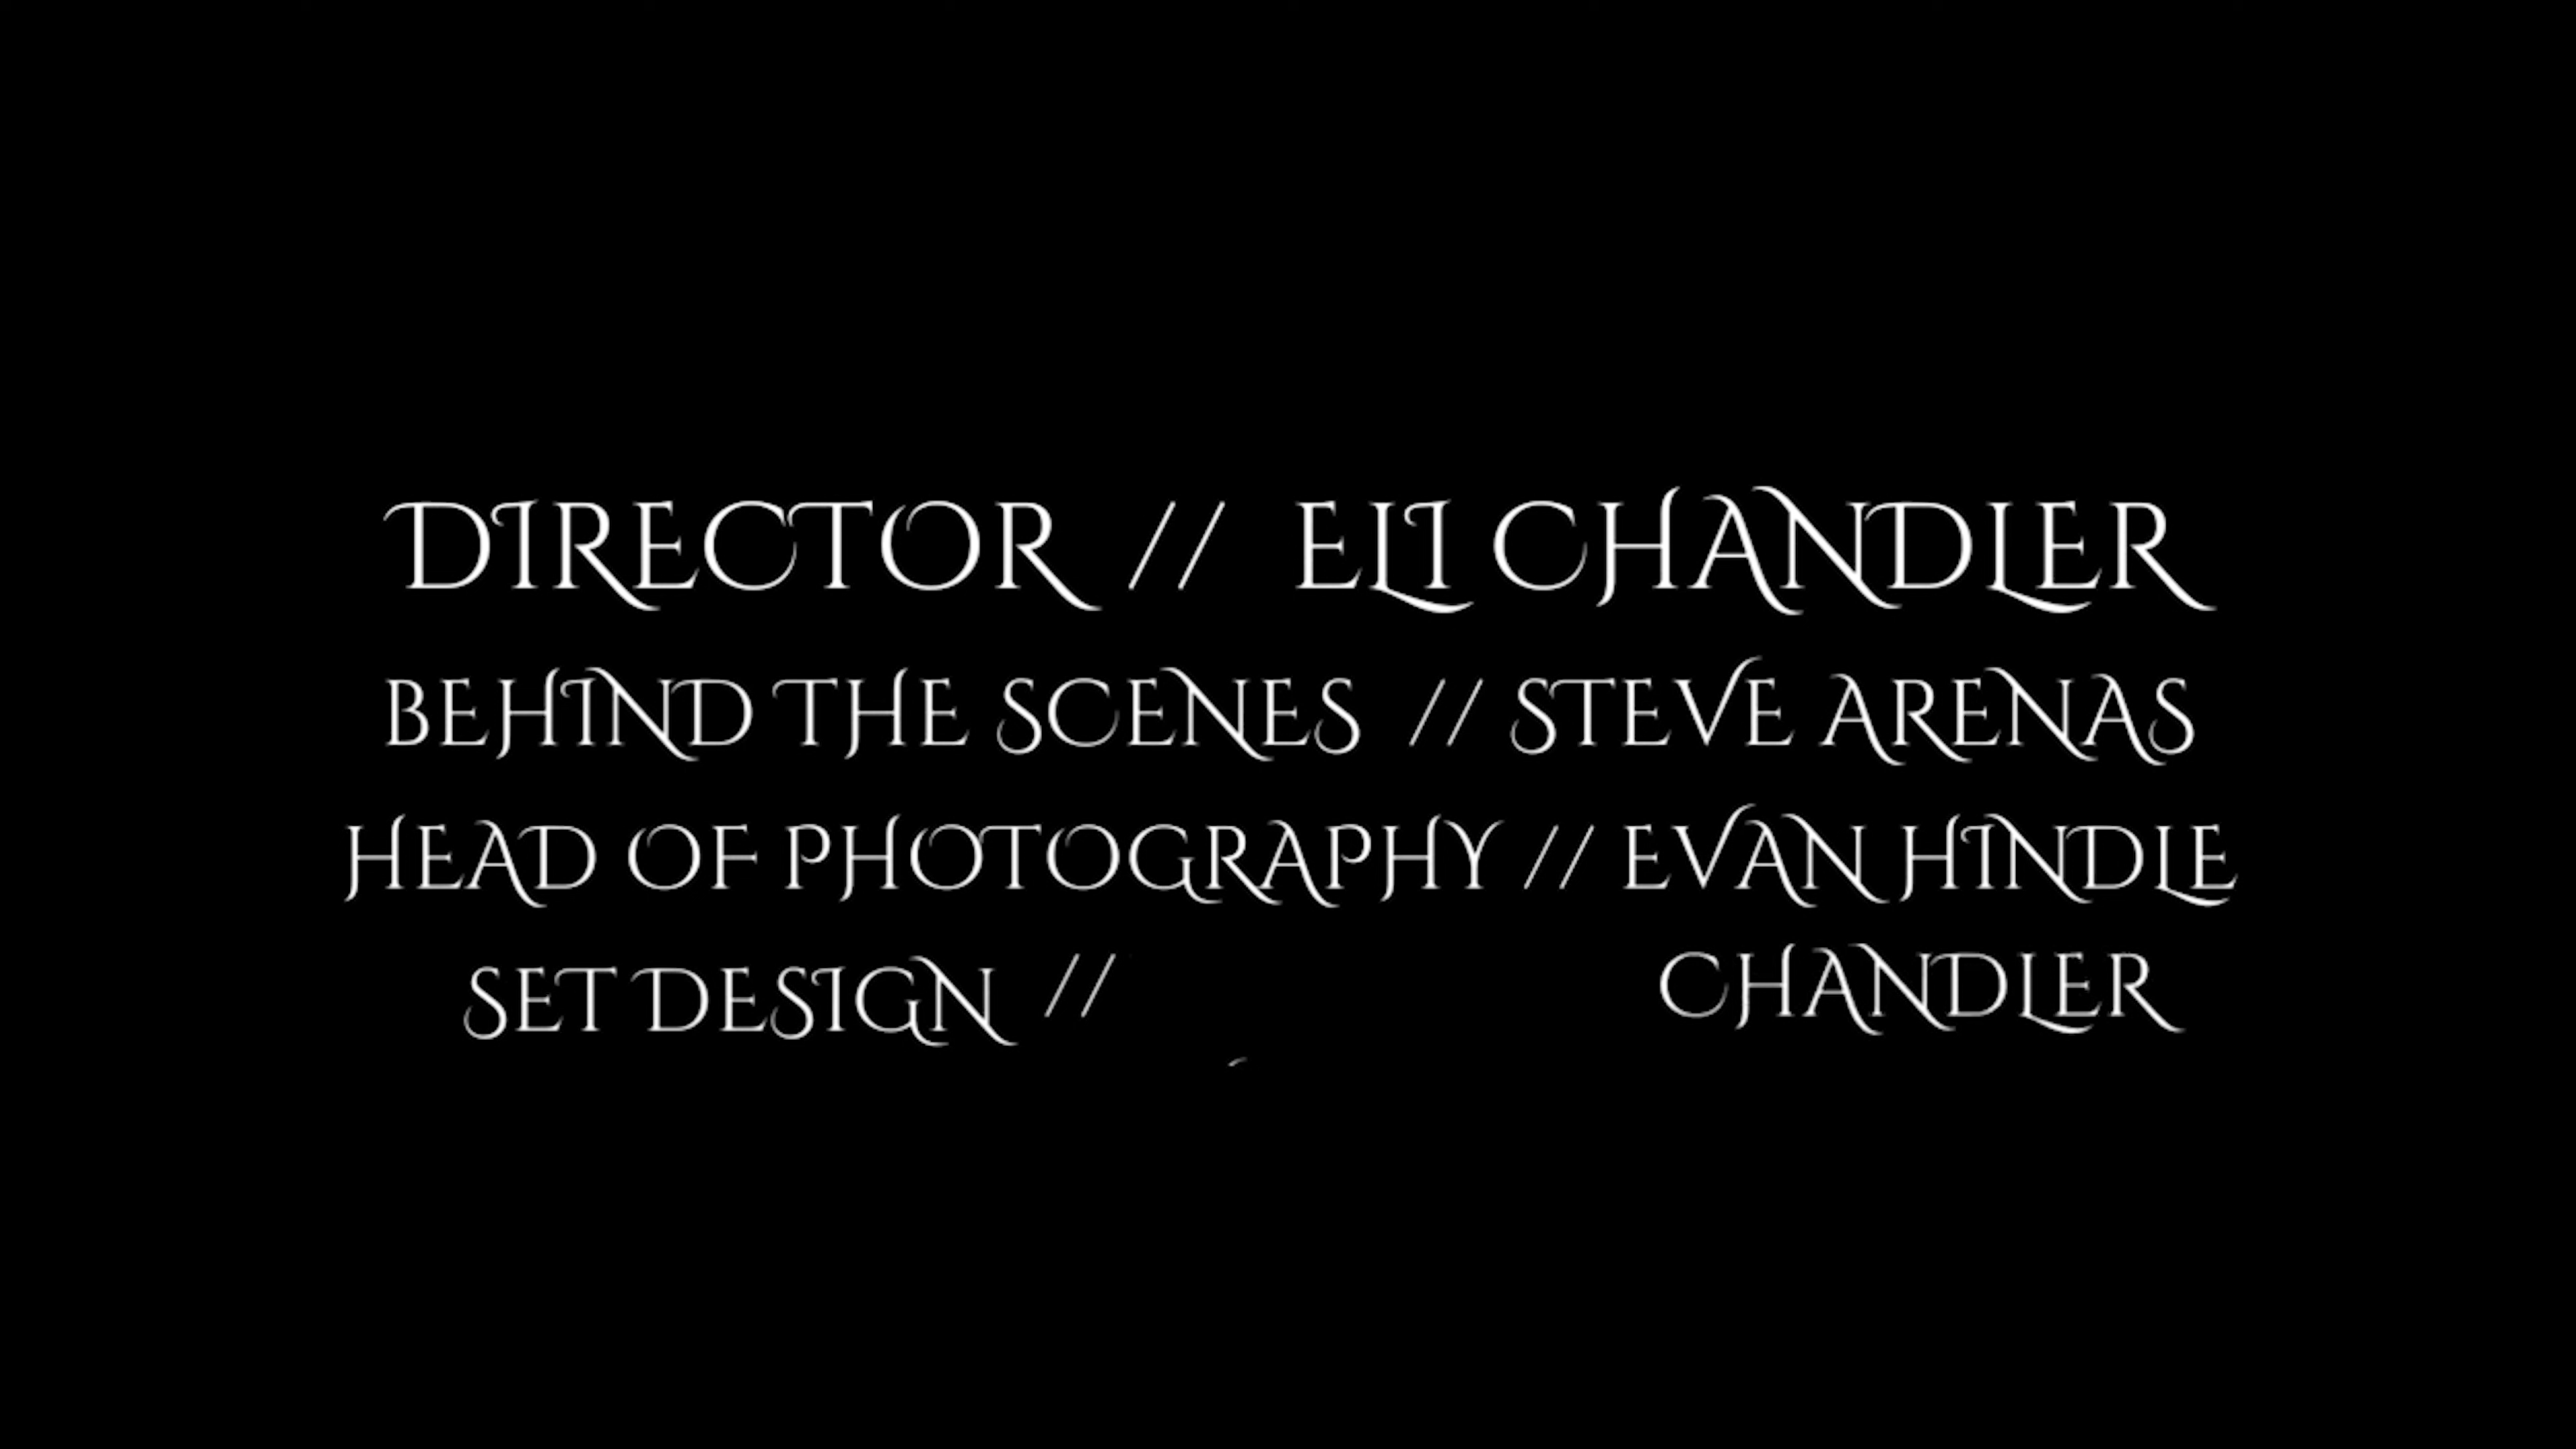 DIRECTOR // ELI CHANDLER
BEHIND THE SCENES // STEVE ARENAS
HEAD OF PHOTOGRAPHY // EVAN HINDLE
SET DESIGN // CHANDLER